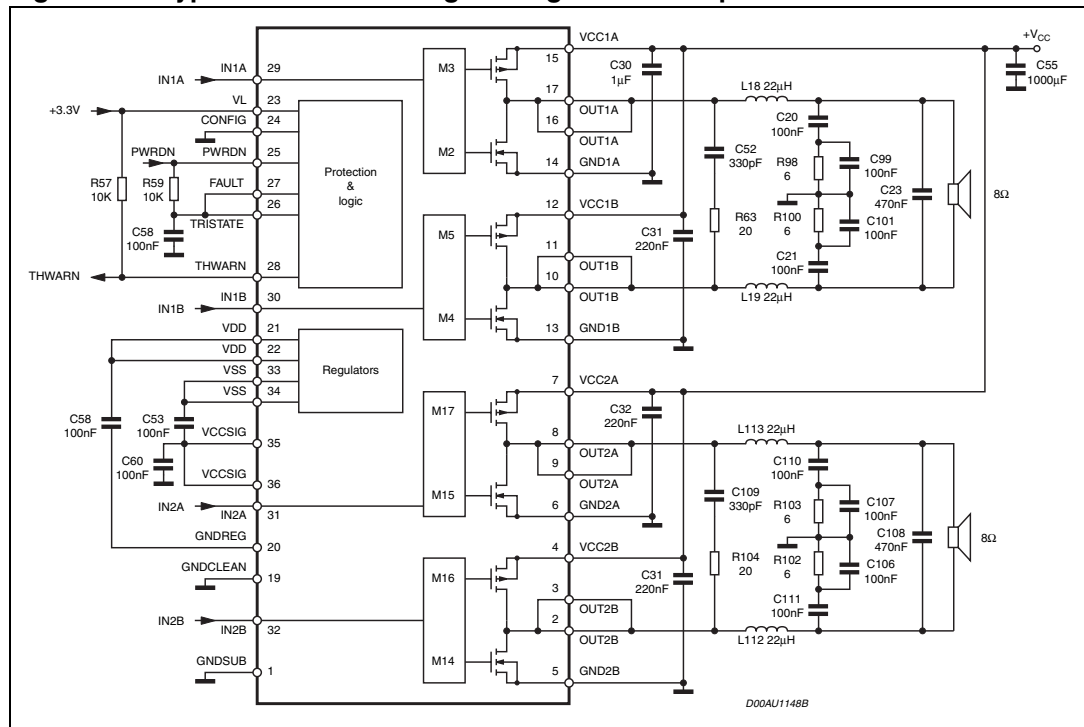 VCC1A
+VCC
15
IN1A
29
IN1A
M3
C30
1µF
C55
1000µF
17
OUT1A
L18 22µH
+3.3V
VL
23
CONFIG
24
16
OUT1A
C20
100nF
PWRDN
PWRDN
25
M2
14
GND1A
C52
330pF
R98
6
C99
100nF
R57
10K
R59
10K
FAULT
27
Protection
&
logic
C23
470nF
8Ω
26
TRISTATE
12
VCC1B
R63
20
R100
6
C101
100nF
C58
100nF
M5
C31
220nF
11
OUT1B
C21
100nF
THWARN
THWARN
28
10
OUT1B
L19 22µH
IN1B
IN1B
30
M4
13
GND1B
VDD
21
VDD
22
VSS
33
VSS
34
Regulators
7
VCC2A
C58
100nF
C53
100nF
M17
C32
220nF
8
L113 22µH
VCCSIG
35
C60
100nF
9
OUT2A
OUT2A
C110
100nF
VCCSIG
36
M15
6
GND2A
C109
330pF
R103
6
C107
100nF
IN2A
IN2A
31
C108
470nF
8Ω
GNDREG
20
4
VCC2B
R104
20
R102
6
C106
100nF
GNDCLEAN
19
M16
C31
220nF
3
OUT2B
C111
100nF
IN2B
IN2B
32
2
OUT2B
L112 22µH
M14
GNDSUB
1
5
GND2B
D00AU1148B